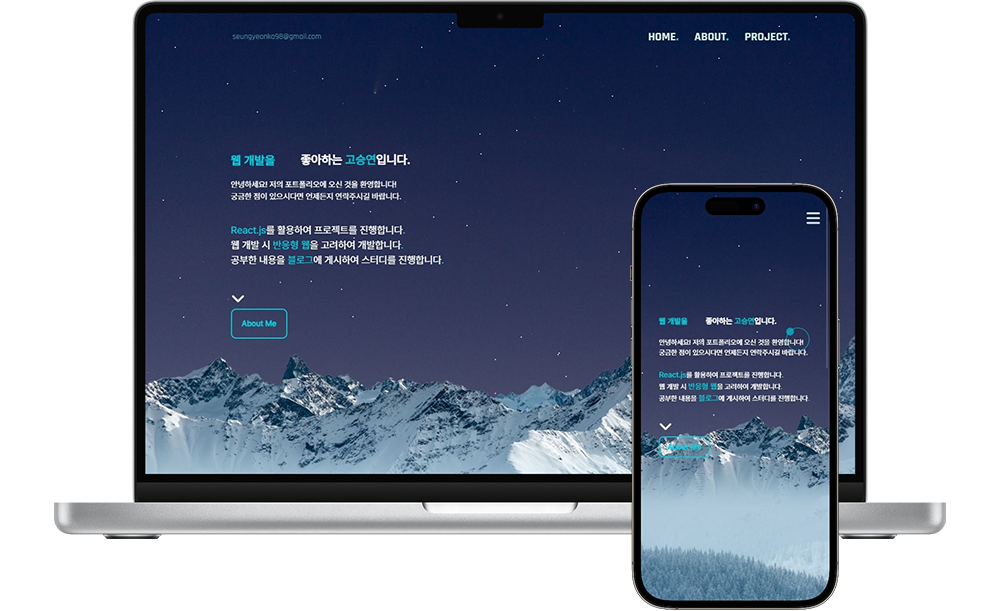 seungyeonko98@gmail.com
HOME. ABOUT. PROJECT.
웹 개발을 좋아하는 고승연입니다.
안녕하세요! 저의 포트폴리오에 오신 것을 환영합니다!
궁금한 점이 있으시다면 언제든지 연락주시길 바랍니다.
React.js를 활용하여 프로젝트를 진행합니다.
웹 개발 시 반응형 웹을 고려하여 개발합니다.
공부한 내용을 블로그에 게시하여 스터디를 진행합니다.
About Me
웹 개발을 좋아하는 고승연입니다.
안녕하세요! 저의 포트폴리오에 오신 것을 환영합니다!
궁금한 점이 있으시다면 언제든지 연락주시길 바랍니다.
React.js를 활용하여 프로젝트를 진행합니다.
웹 개발 시 반응형 웹을 고려하여 개발합니다.
공부한 내용을 블로그에 게시하여 스터디를 진행합니다.